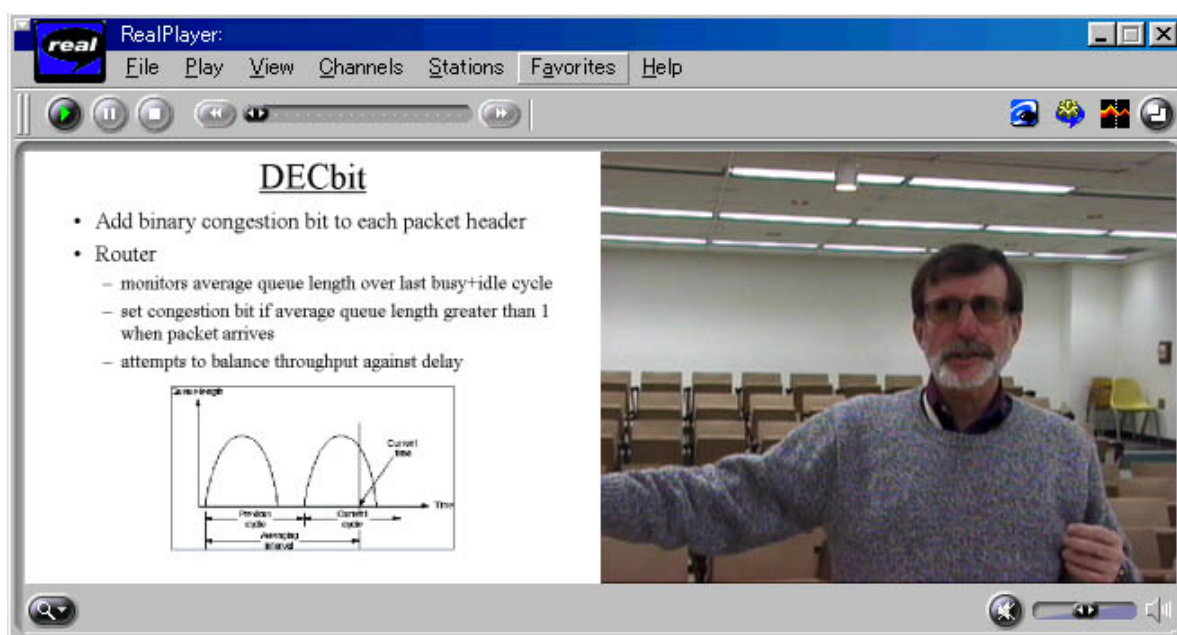 real
RealPlayer:
File Play View Channels Stations Favorites Help
DECbit
• Add binary congestion bit to each packet header
• Router
– monitors average queue length over last busy+idle cycle
– set congestion bit if average queue length greater than 1
when packet arrives
– attempts to balance throughput against delay
Queue length
Current
time
Time
Previous
cycle
Current
cycle
Averaging
interval